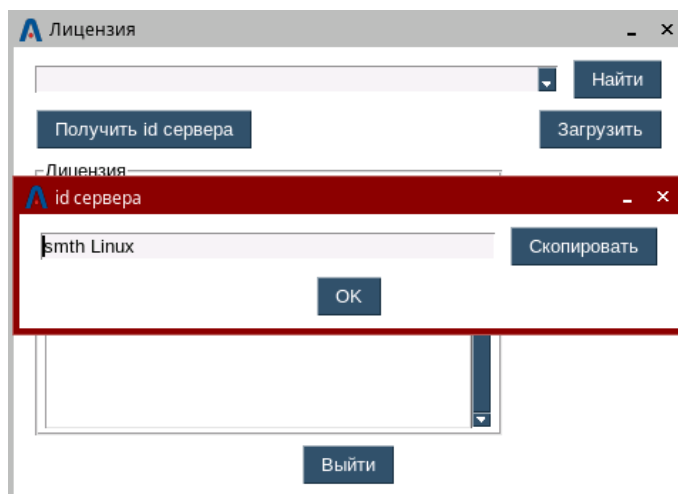 Лицензия
Найти
Получить id сервера
Загрузить
Лицензия
id сервера
smth Linux
Скопировать
OK
Выйти